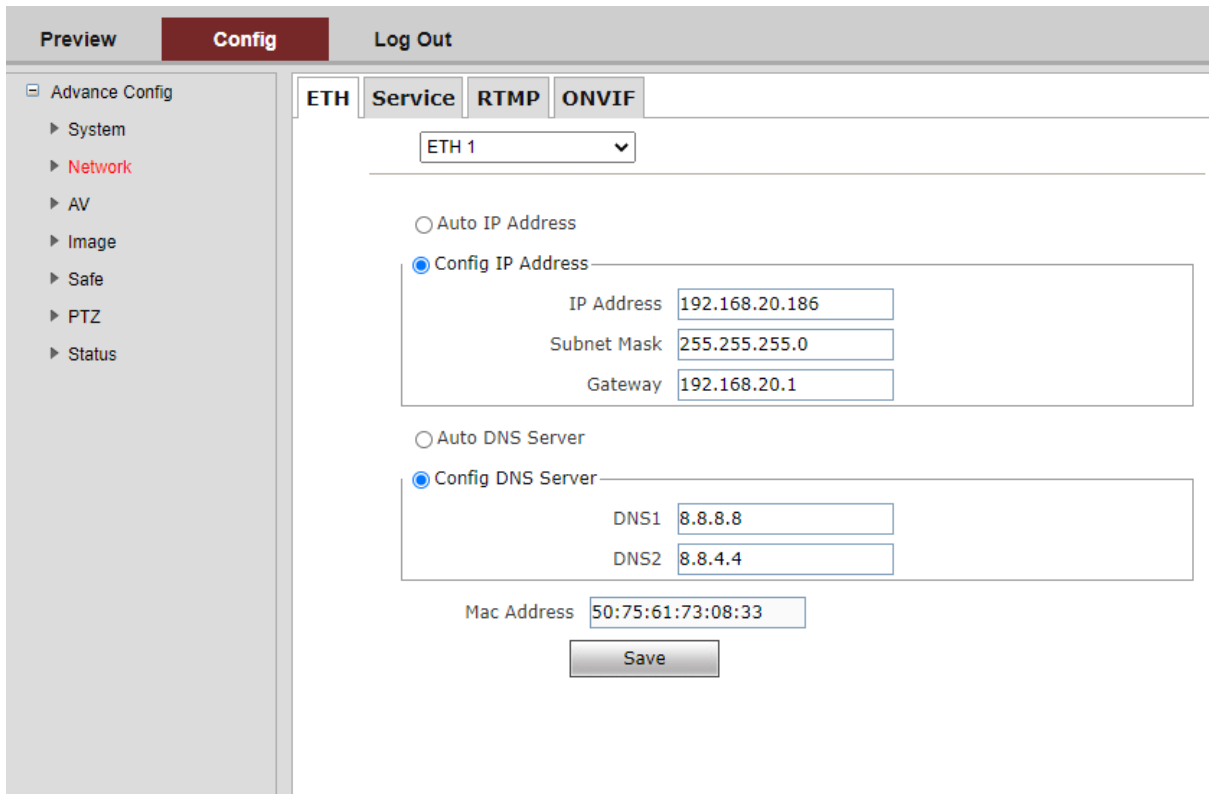 Preview Config Log Out
Advance Config
System
Network
AV
Image
Safe
PTZ
Status
ETH Service RTMP ONVIF
ETH 1
Auto IP Address
Config IP Address
IP Address 192.168.20.186
Subnet Mask 255.255.255.0
Gateway 192.168.20.1
Auto DNS Server
Config DNS Server
DNS1 8.8.8.8
DNS2 8.8.4.4
Mac Address 50:75:61:73:08:33
Save